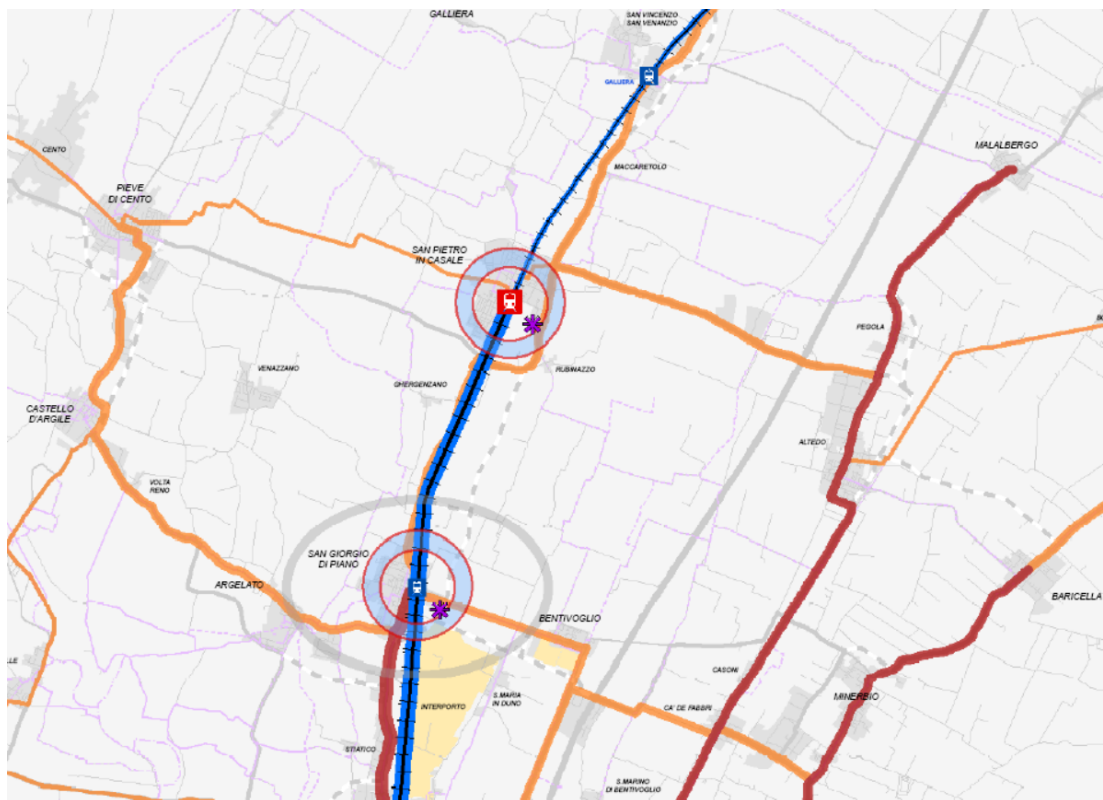 GALLIERA
SAN VINCENZO
SAN VENANZIO
GALLIERA
MALALBERGO
CENTO
MACCARETOLO
PIEVE
DI CENTO
SAN PIETRO
IN CASALE
PEGOLA
RUBINAZZO
VENAZZANO
GHERGENZANO
CASTELLO
D'ARGILE
ALTEDO
VOLTA
RENO
SAN GIORGIO
DI PIANO
ARGELATO
BENTIVOGLIO
BARICELLA
CASONI
S.MARIA
IN DUNO
MINERBIO
INTERPORTO
CA' DE FABBRI
STIATICO
S.MARINO
DI BENTIVOGLIO